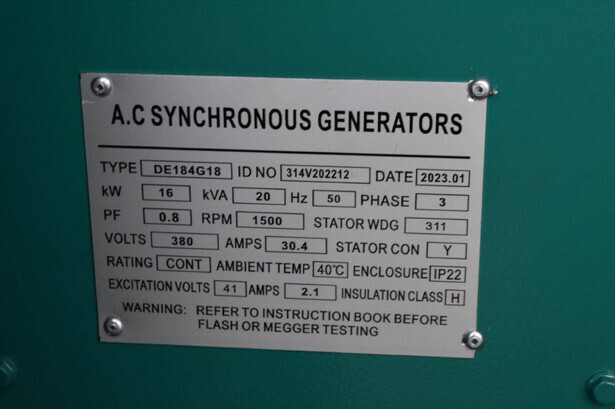 A.C SYNCHRONOUS GENERATORS
TYPE DE184G18 ID NO 314V202212 DATE 2023.01
kW 16 kVA 20 Hz 50 PHASE 3
PF 0.8 RPM 1500 STATOR WDG 311
VOLTS 380 AMPS 30.4 STATOR CON Y
RATING CONT AMBIENT TEMP 40℃ ENCLOSURE IP22
EXCITATION VOLTS 41 AMPS 2.1 INSULATION CLASS H
WARNING: REFER TO INSTRUCTION BOOK BEFORE
FLASH OR MEGGER TESTING